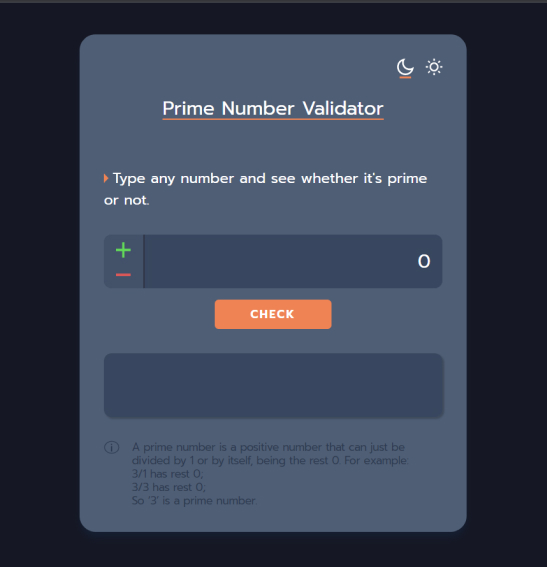 Prime Number Validator
Type any number and see whether it's prime
or not.
+
0
−
CHECK
A prime number is a positive number that can just be
divided by 1 or by itself, being the rest 0. For example:
3/1 has rest 0;
3/3 has rest 0;
So '3' is a prime number